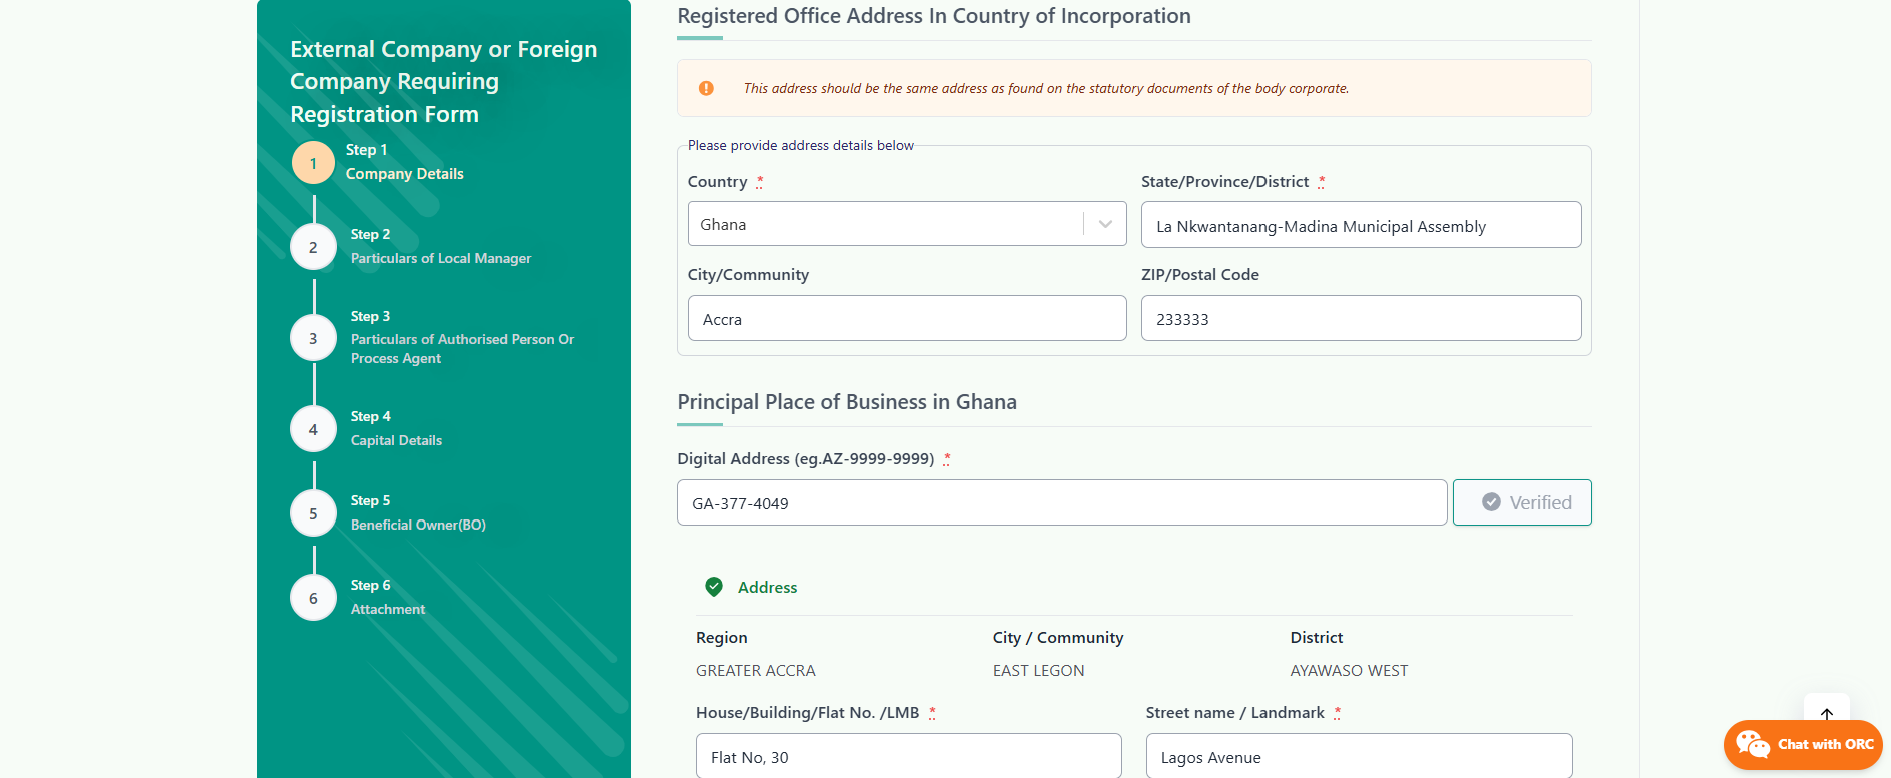 External Company or Foreign
Company Requiring
Registration Form
1
Step 1
Company Details
2
Step 2
Particulars of Local Manager
3
Step 3
Particulars of Authorised Person Or
Process Agent
4
Step 4
Capital Details
5
Step 5
Beneficial Owner(BO)
6
Step 6
Attachment
Registered Office Address In Country of Incorporation
This address should be the same address as found on the statutory documents of the body corporate.
Please provide address details below
Country *
State/Province/District *
Ghana
La Nkwantanang-Madina Municipal Assembly
City/Community
ZIP/Postal Code
Accra
233333
Principal Place of Business in Ghana
Digital Address (eg.AZ-9999-9999) *
GA-377-4049
Verified
Address
Region
City / Community
District
GREATER ACCRA
EAST LEGON
AYAWASO WEST
House/Building/Flat No. /LMB *
Street name / Landmark *
Flat No, 30
Lagos Avenue
Chat with ORC